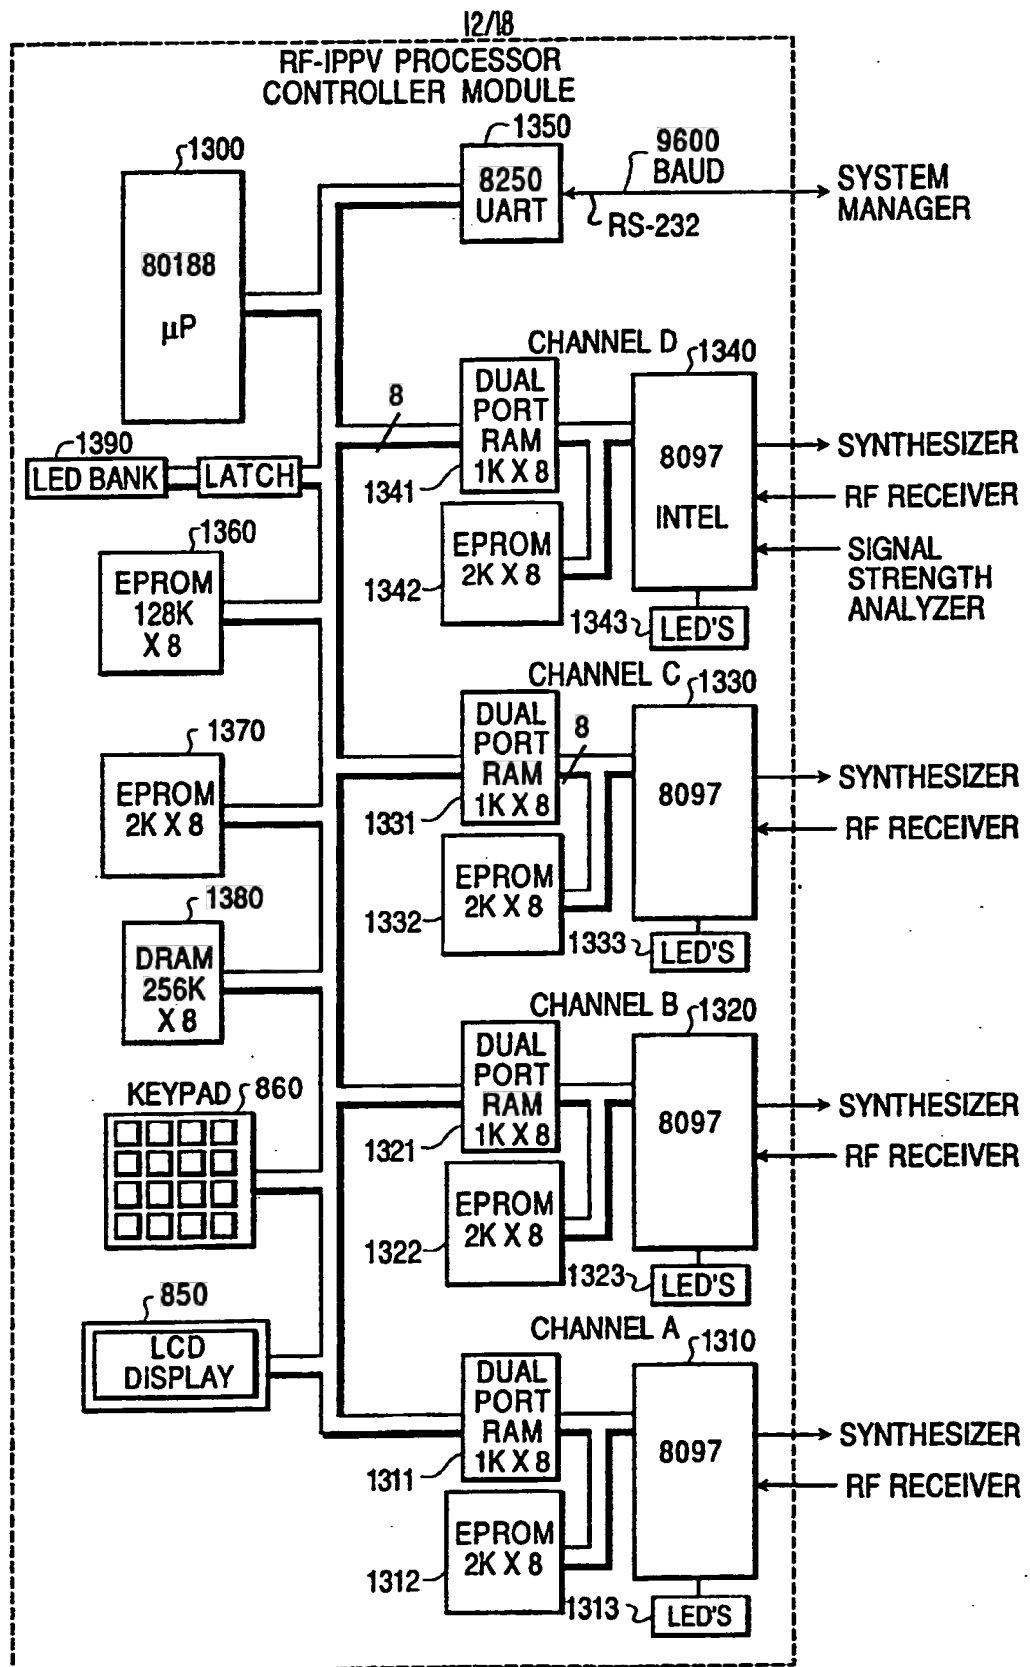 12/18
RF-IPPV PROCESSOR
CONTROLLER MODULE
1300
80188
µP
1350
8250
UART
9600
BAUD
RS-232
SYSTEM
MANAGER
1390
LED BANK
LATCH
8
CHANNEL D
DUAL
PORT
RAM
1K X 8
1341
1340
8097
INTEL
SYNTHESIZER
RF RECEIVER
SIGNAL
STRENGTH
ANALYZER
EPROM
2K X 8
1342
1343
LED'S
1360
EPROM
128K
X 8
CHANNEL C
DUAL
PORT
RAM
1K X 8
1331
8
1330
8097
SYNTHESIZER
RF RECEIVER
EPROM
2K X 8
1332
1333
LED'S
1370
EPROM
2K X 8
1380
DRAM
256K
X 8
CHANNEL B
DUAL
PORT
RAM
1K X 8
1321
1320
8097
SYNTHESIZER
RF RECEIVER
EPROM
2K X 8
1322
1323
LED'S
KEYPAD
860
850
LCD
DISPLAY
CHANNEL A
DUAL
PORT
RAM
1K X 8
1311
1310
8097
SYNTHESIZER
RF RECEIVER
EPROM
2K X 8
1312
1313
LED'S